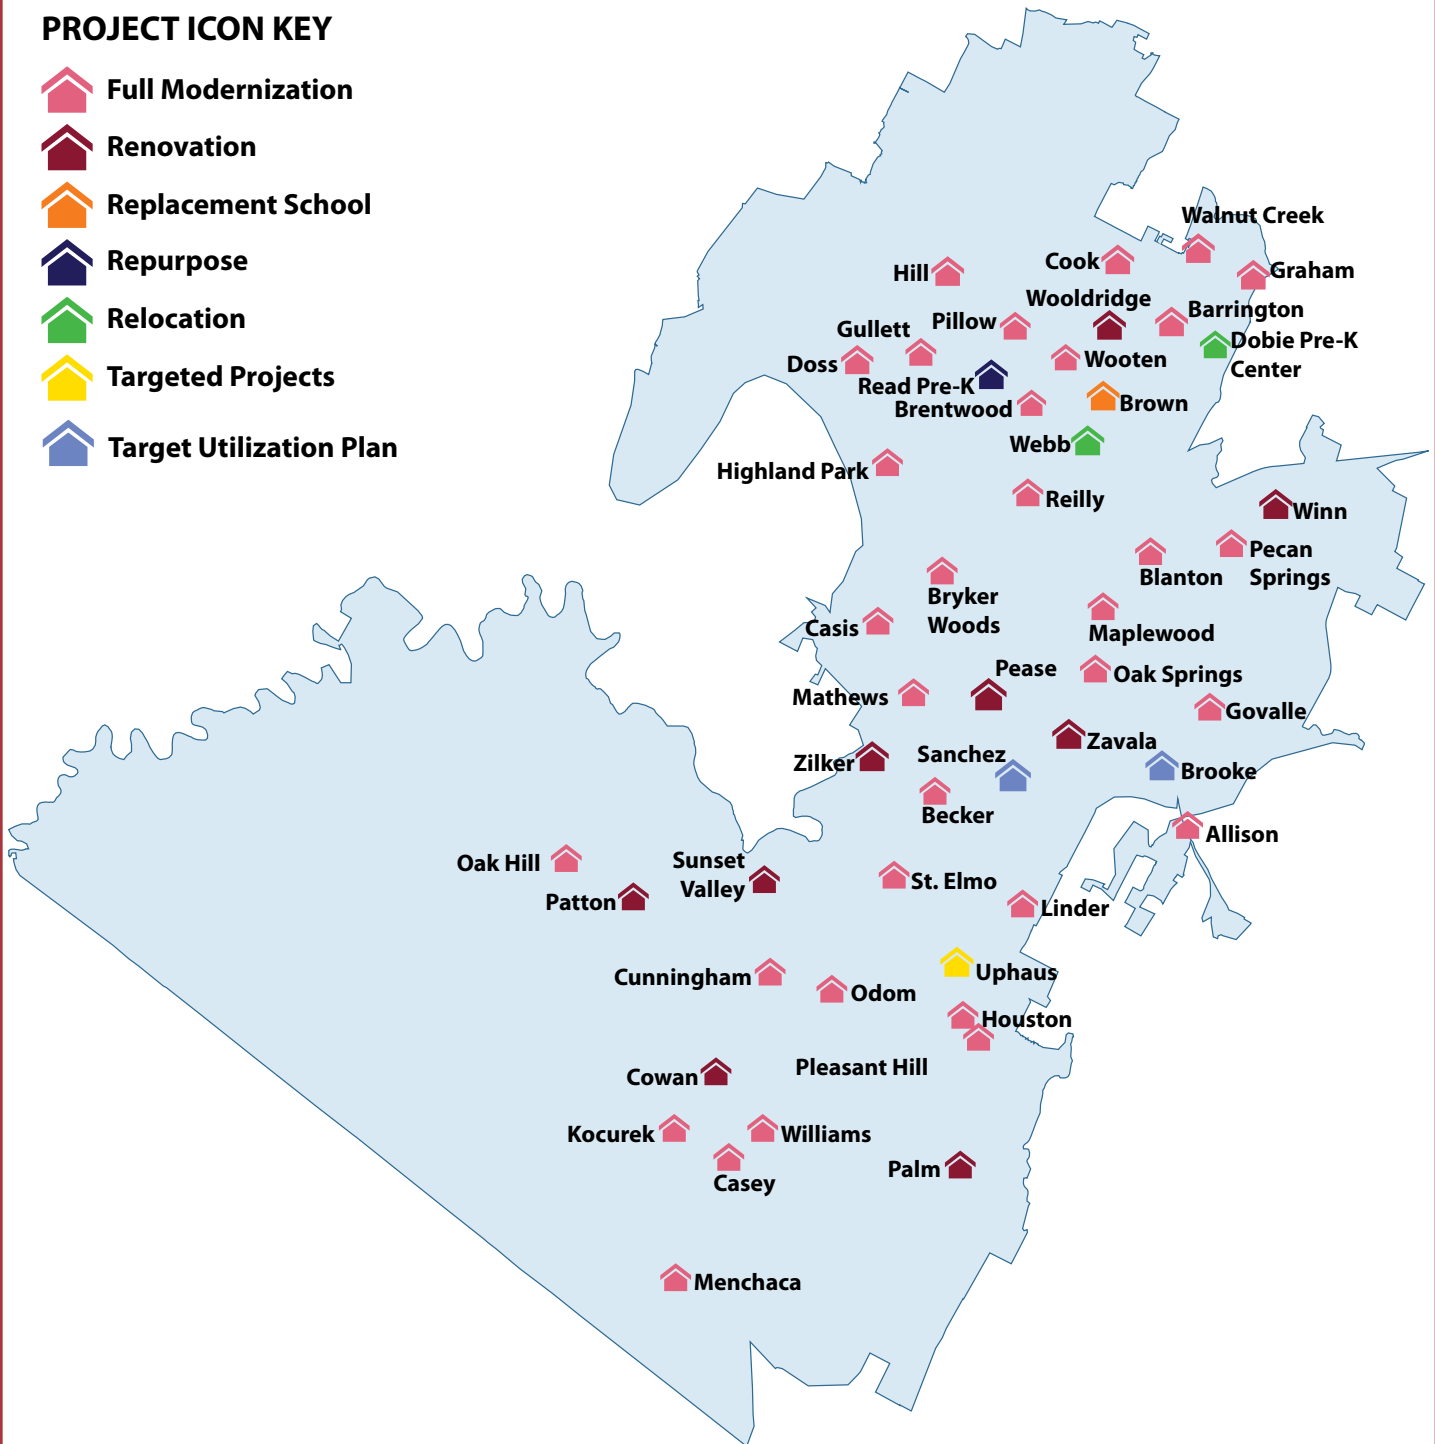 PROJECT ICON KEY
Full Modernization
Renovation
Replacement School
Repurpose
Relocation
Targeted Projects
Target Utilization Plan
Walnut Creek
Cook
Graham
Hill
Wooldridge
Barrington
Pillow
Gullett
Dobie Pre-K
Center
Doss
Wooten
Read Pre-K
Brentwood
Brown
Webb
Highland Park
Reilly
Winn
Pecan
Springs
Blanton
Bryker
Woods
Casis
Maplewood
Pease
Oak Springs
Mathews
Govalle
Zavala
Sanchez
Zilker
Brooke
Becker
Allison
Oak Hill
Sunset
Valley
St. Elmo
Patton
Linder
Uphaus
Cunningham
Odom
Houston
Pleasant Hill
Cowan
Kocurek
Williams
Palm
Casey
Menchaca